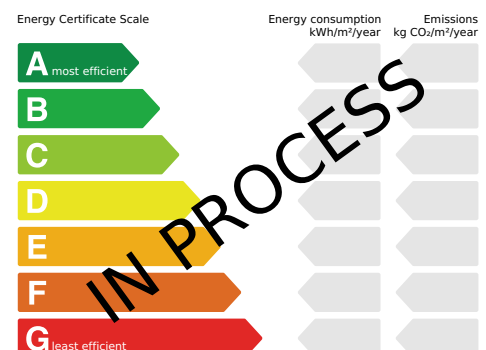 Energy Certificate Scale
Energy consumption
kWh/m²/year
Emissions
kg CO₂/m²/year
A most efficient
B
C
D
E
F
G least efficient
IN PROCESS